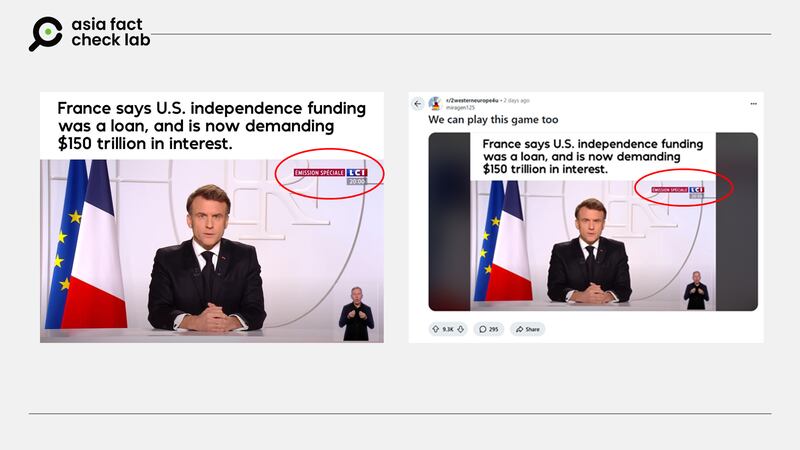 asia fact
check lab
France says U.S. independence funding
was a loan, and is now demanding
$150 trillion in interest.
EMISSION SPÉCIALE LCI
20:00
r/2westerneurope4u • 2 days ago
miragen125
We can play this game too
France says U.S. independence funding
was a loan, and is now demanding
$150 trillion in interest.
EMISSION SPÉCIALE LCI
9.3K
295
Share